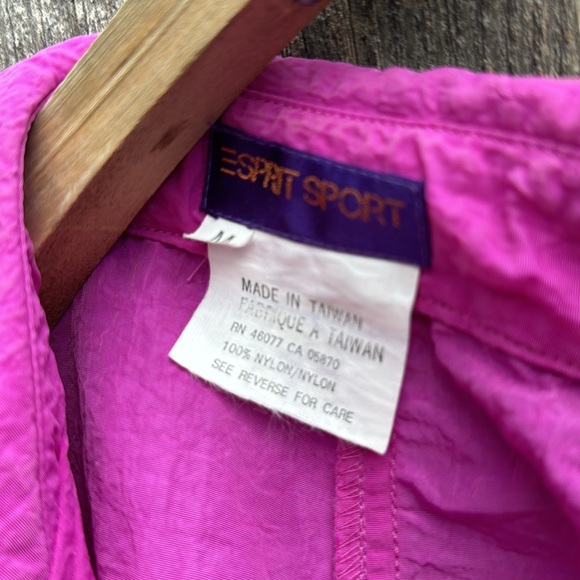 ESPRIT SPORT
M
MADE IN TAIWAN
FABRIQUE A TAIWAN
RN 46077 CA 05870
100% NYLON/NYLON
SEE REVERSE FOR CARE